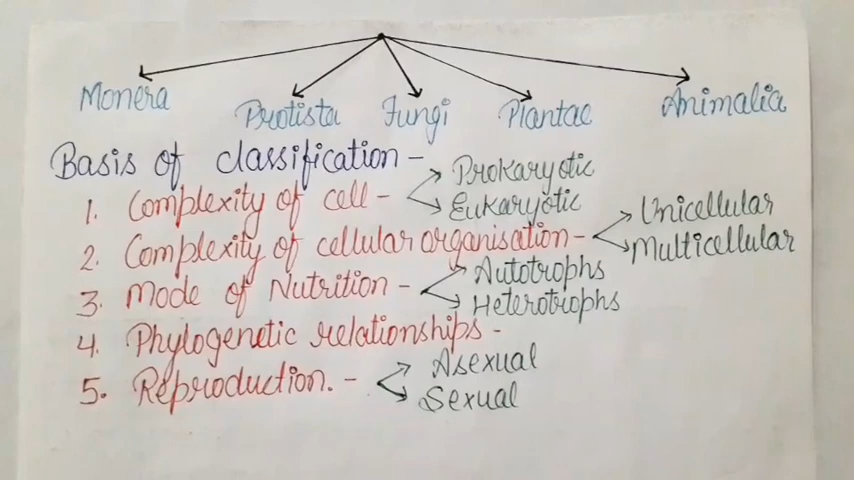 Monera Protista Fungi Plantae Animalia
Basis of classification -
1. Complexity of cell - Prokaryotic
Eukaryotic
2. Complexity of cellular organisation - Unicellular
Multicellular
3. Mode of Nutrition - Autotrophs
Heterotrophs
4. Phylogenetic relationships -
5. Reproduction. - Asexual
Sexual